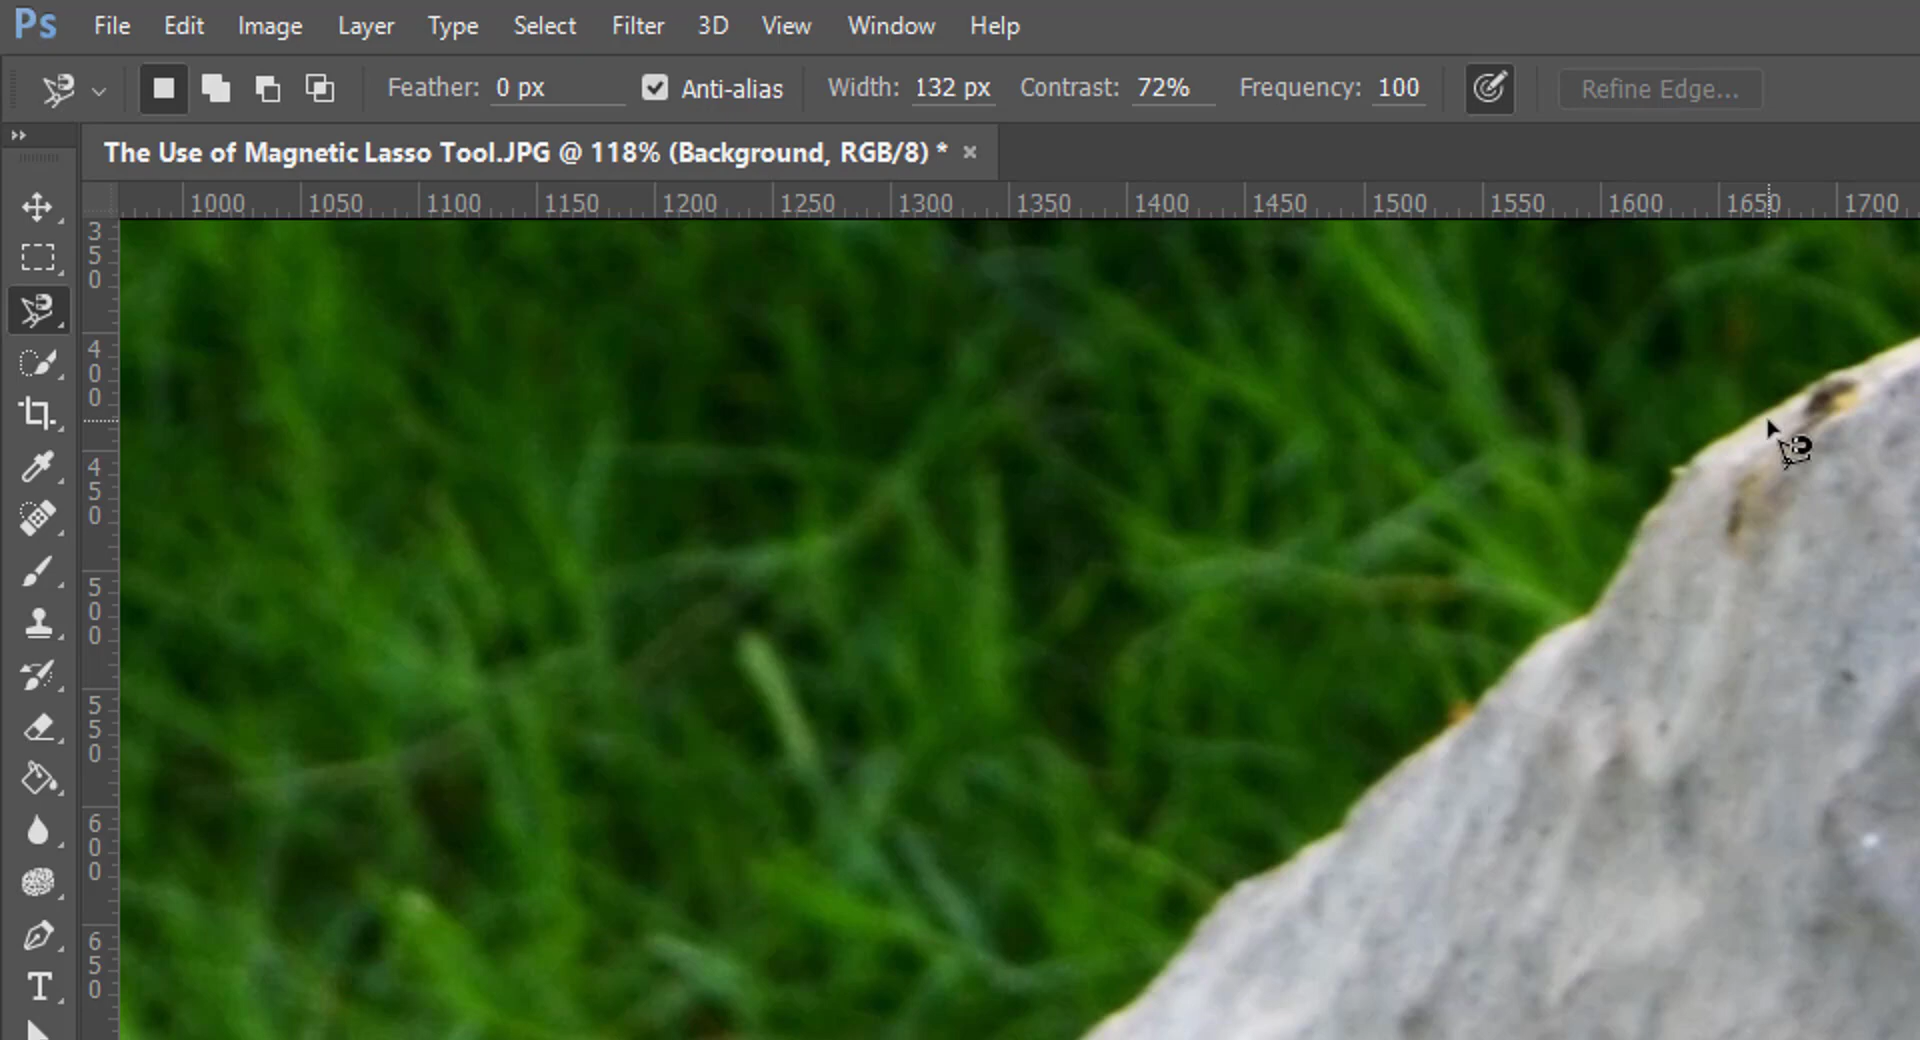 Ps File Edit Image Layer Type Select Filter 3D View Window Help
Feather: 0 px Anti-alias Width: 132 px Contrast: 72% Frequency: 100 Refine Edge...
The Use of Magnetic Lasso Tool.JPG @ 118% (Background, RGB/8) * ×
1000 1050 1100 1150 1200 1250 1300 1350 1400 1450 1500 1550 1600 1650 1700
350
400
450
500
550
600
650
T